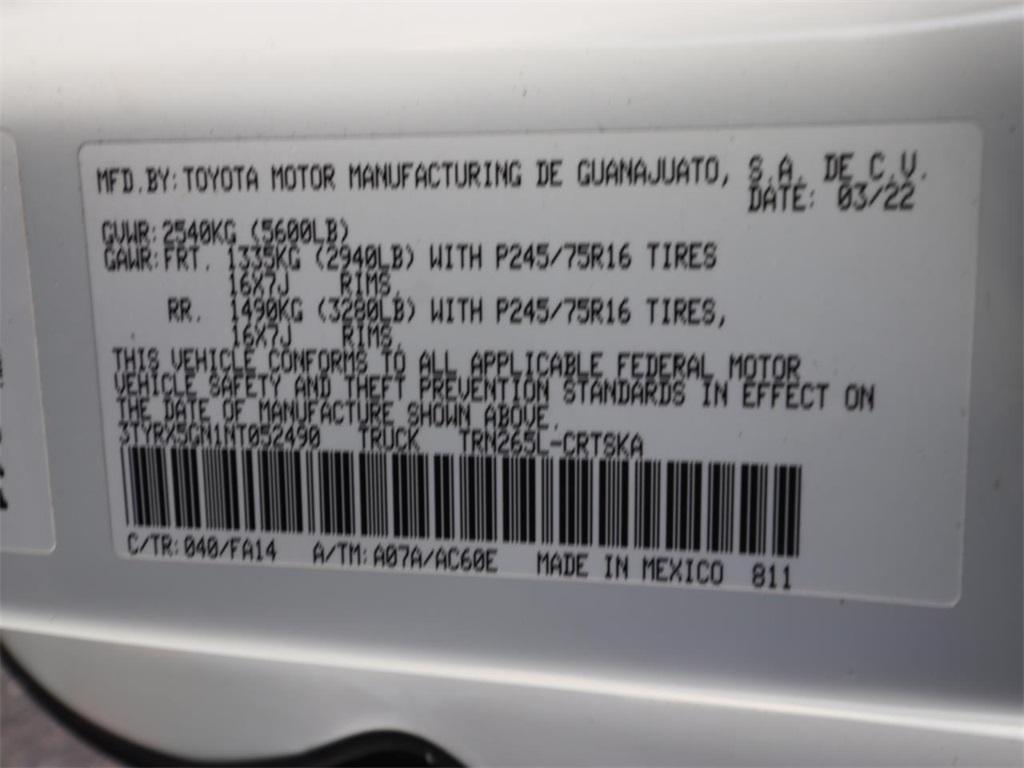 MFD.BY:TOYOTA MOTOR MANUFACTURING DE GUANAJUATO, S.A. DE C.V.
DATE: 03/22
GVWR:2540KG (5600LB)
GAWR:FRT. 1335KG (2940LB) WITH P245/75R16 TIRES
16X7J RIMS,
RR. 1490KG (3280LB) WITH P245/75R16 TIRES,
16X7J RIMS,
THIS VEHICLE CONFORMS TO ALL APPLICABLE FEDERAL MOTOR
VEHICLE SAFETY AND THEFT PREVENTION STANDARDS IN EFFECT ON
THE DATE OF MANUFACTURE SHOWN ABOVE.
3TYRX5GN1NT052490 TRUCK TRN265L-CRTSKA
C/TR:040/FA14 A/TM:A07A/AC60E MADE IN MEXICO 811